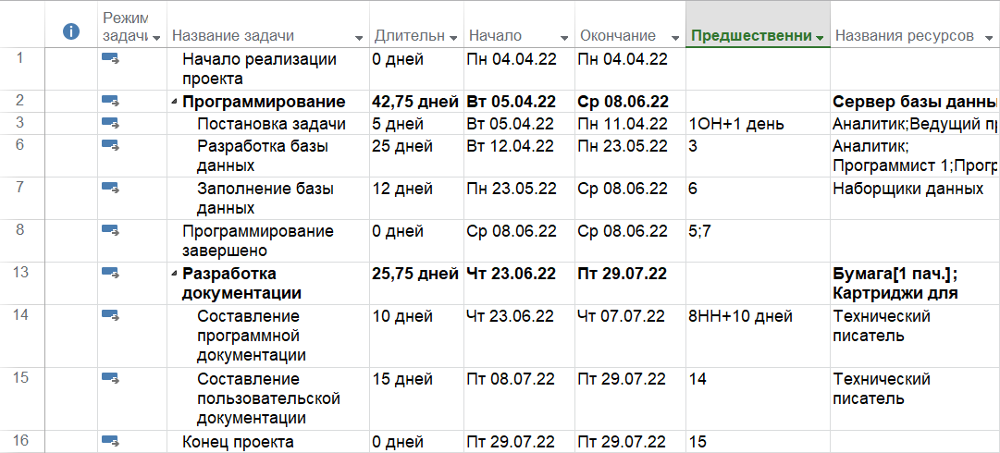 Режим задачи Название задачи Длительн Начало Окончание Предшественни Названия ресурсов
1 Начало реализации проекта 0 дней Пн 04.04.22 Пн 04.04.22
2 Программирование 42,75 дней Вт 05.04.22 Ср 08.06.22 Сервер базы данны
3 Постановка задачи 5 дней Вт 05.04.22 Пн 11.04.22 1ОН+1 день Аналитик;Ведущий пр
6 Разработка базы данных 25 дней Вт 12.04.22 Пн 23.05.22 3 Аналитик; Программист 1;Прогр
7 Заполнение базы данных 12 дней Пн 23.05.22 Ср 08.06.22 6 Наборщики данных
8 Программирование завершено 0 дней Ср 08.06.22 Ср 08.06.22 5;7
13 Разработка документации 25,75 дней Чт 23.06.22 Пт 29.07.22 Бумага[1 пач.]; Картриджи для
14 Составление программной документации 10 дней Чт 23.06.22 Чт 07.07.22 8НН+10 дней Технический писатель
15 Составление пользовательской документации 15 дней Пт 08.07.22 Пт 29.07.22 14 Технический писатель
16 Конец проекта 0 дней Пт 29.07.22 Пт 29.07.22 15